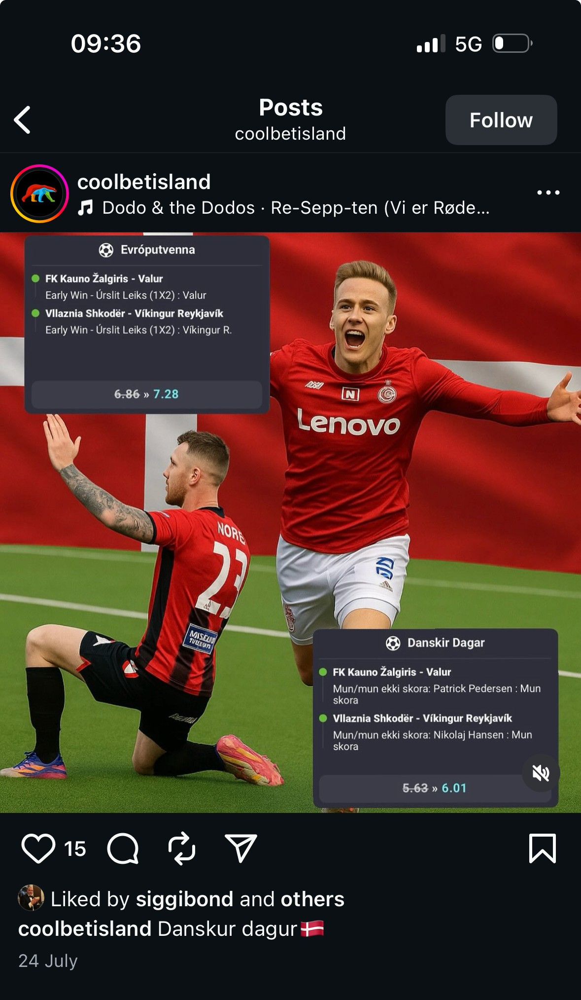 09:36
5G
Posts
coolbetisland
Follow
coolbetisland
Dodo & the Dodos · Re-Sepp-ten (Vi er Røde...
Evróputvenna
FK Kauno Žalgiris - Valur
Early Win - Úrslit Leiks (1X2) : Valur
Vllaznia Shkodër - Víkingur Reykjavík
Early Win - Úrslit Leiks (1X2) : Víkingur R.
6.86 » 7.28
N
Lenovo
NORE
23
Danskir Dagar
FK Kauno Žalgiris - Valur
Mun/mun ekki skora: Patrick Pedersen : Mun
skora
Vllaznia Shkodër - Víkingur Reykjavík
Mun/mun ekki skora: Nikolaj Hansen : Mun
skora
5.63 » 6.01
15
Liked by siggibond and others
coolbetisland Danskur dagur🇩🇰
24 July